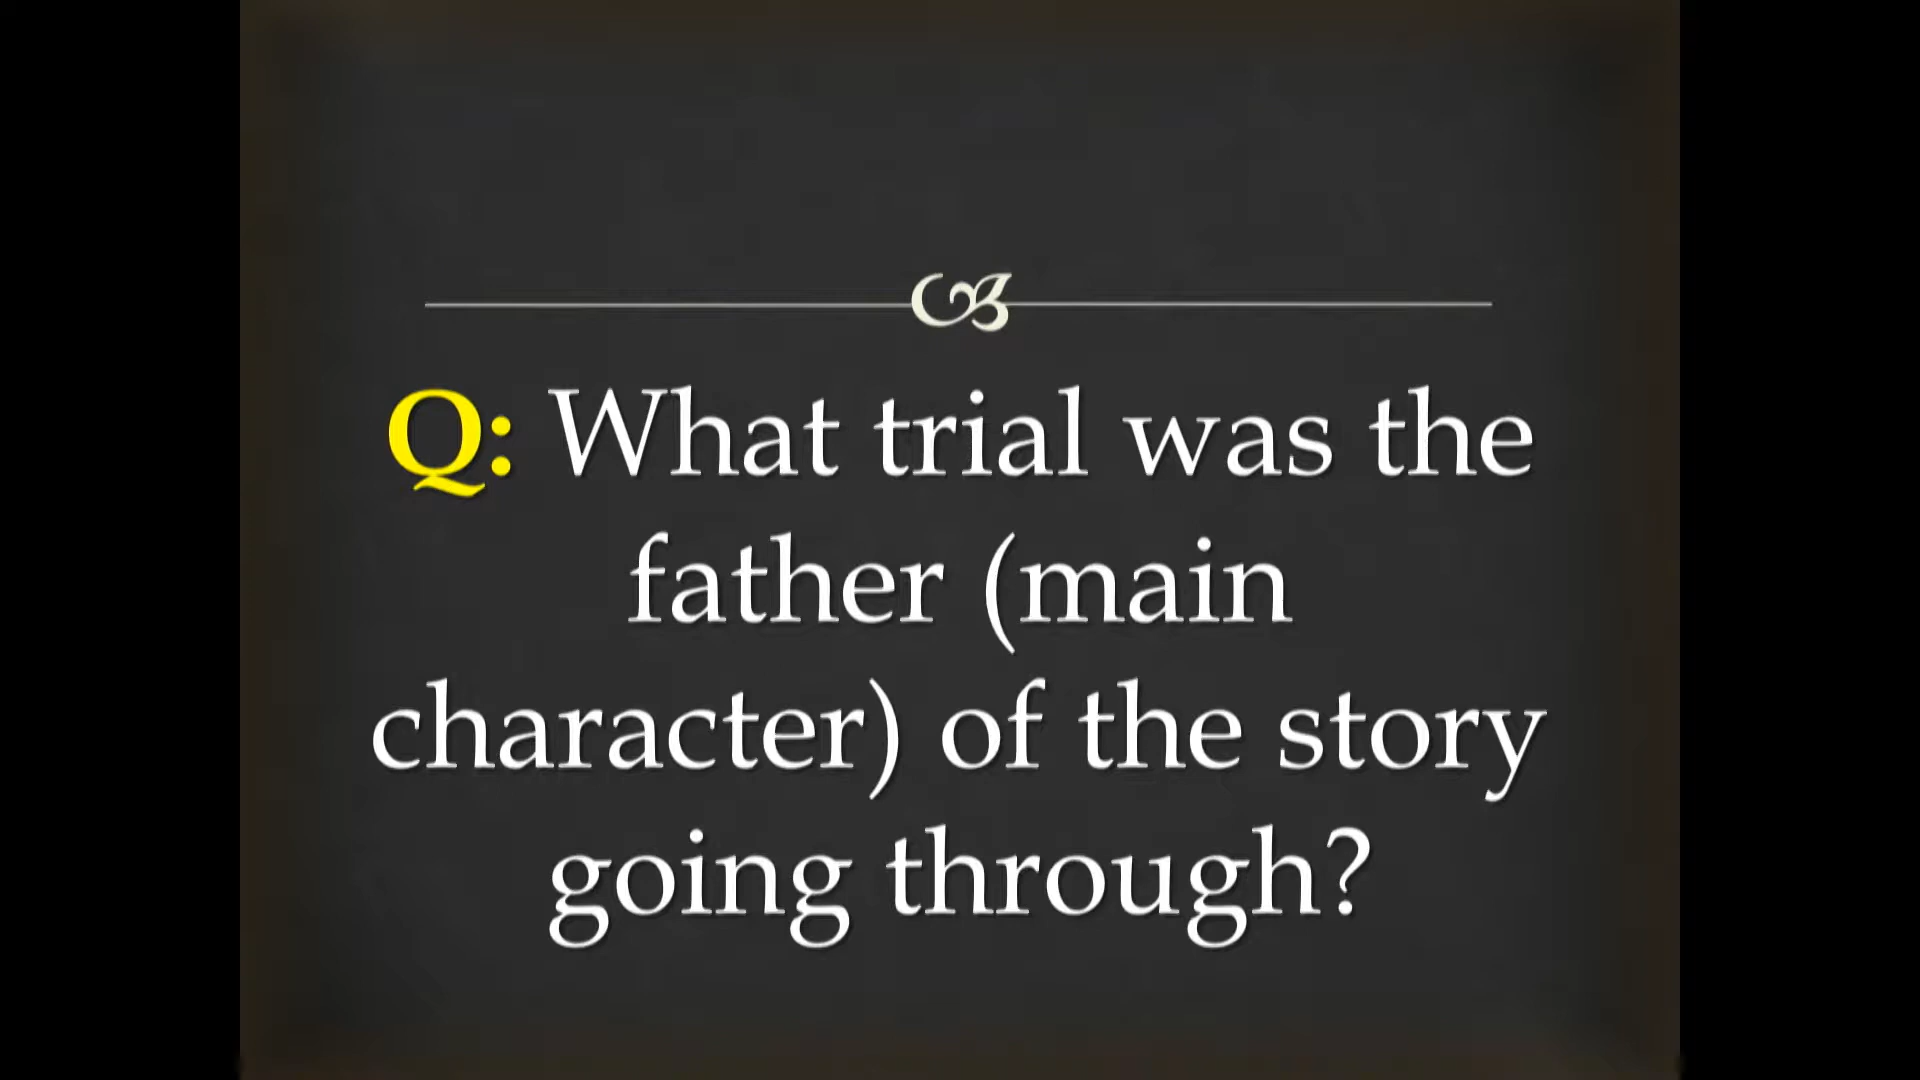 Q: What trial was the
father (main
character) of the story
going through?